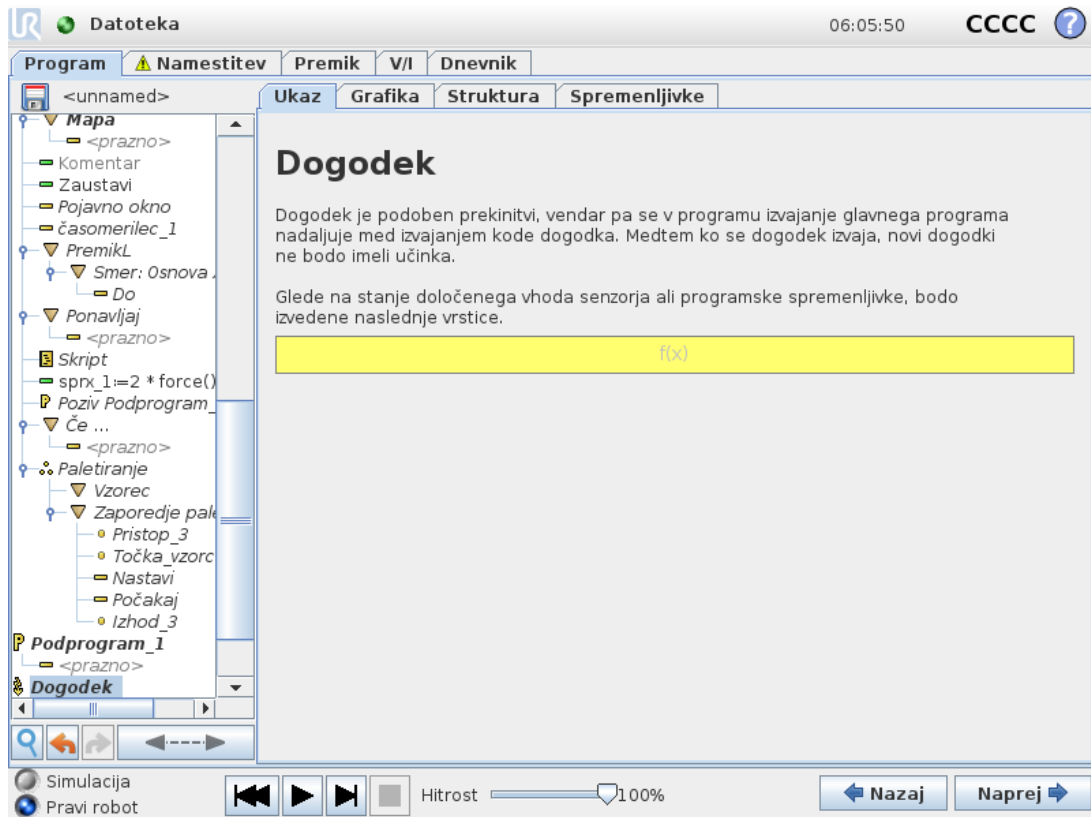 UR
Datoteka
06:05:50
CCCC
?
Program
Namestitev
Premik
V/I
Dnevnik
<unnamed>
Ukaz
Grafika
Struktura
Spremenljivke
Mapa
<prazno>
Komentar
Zaustavi
Pojavno okno
časomerilec_1
PremikL
Smer: Osnova
Do
Ponavljaj
<prazno>
Skript
sprx_1:=2 * force()
Poziv Podprogram_
Če ...
<prazno>
Paletiranje
Vzorec
Zaporedje pale
Pristop_3
Točka_vzorc
Nastavi
Počakaj
Izhod_3
Podprogram_1
<prazno>
Dogodek
Dogodek
Dogodek je podoben prekinitvi, vendar pa se v programu izvajanje glavnega programa
nadaljuje med izvajanjem kode dogodka. Medtem ko se dogodek izvaja, novi dogodki
ne bodo imeli učinka.
Glede na stanje določenega vhoda senzorja ali programske spremenljivke, bodo
izvedene naslednje vrstice.
f(x)
Simulacija
Pravi robot
Hitrost
100%
Nazaj
Naprej